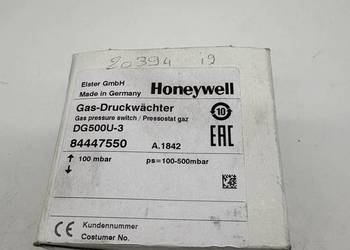 20394 19
Elster GmbH
Made in Germany
Honeywell
Gas-Druckwächter
Gas pressure switch / Pressostat gaz
DG500U-3
10
EAC
84447550 A.1842
↑ 100 mbar ps=100-500mbar
↓
CE Kundennummer
Costumer No.